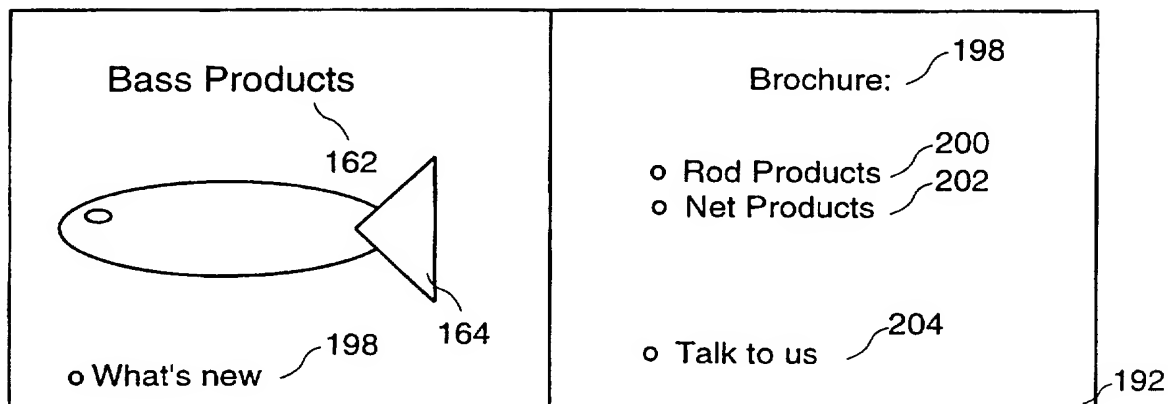 Bass Products
162
164
What's new
198
Brochure:
198
Rod Products
200
Net Products
202
Talk to us
204
192